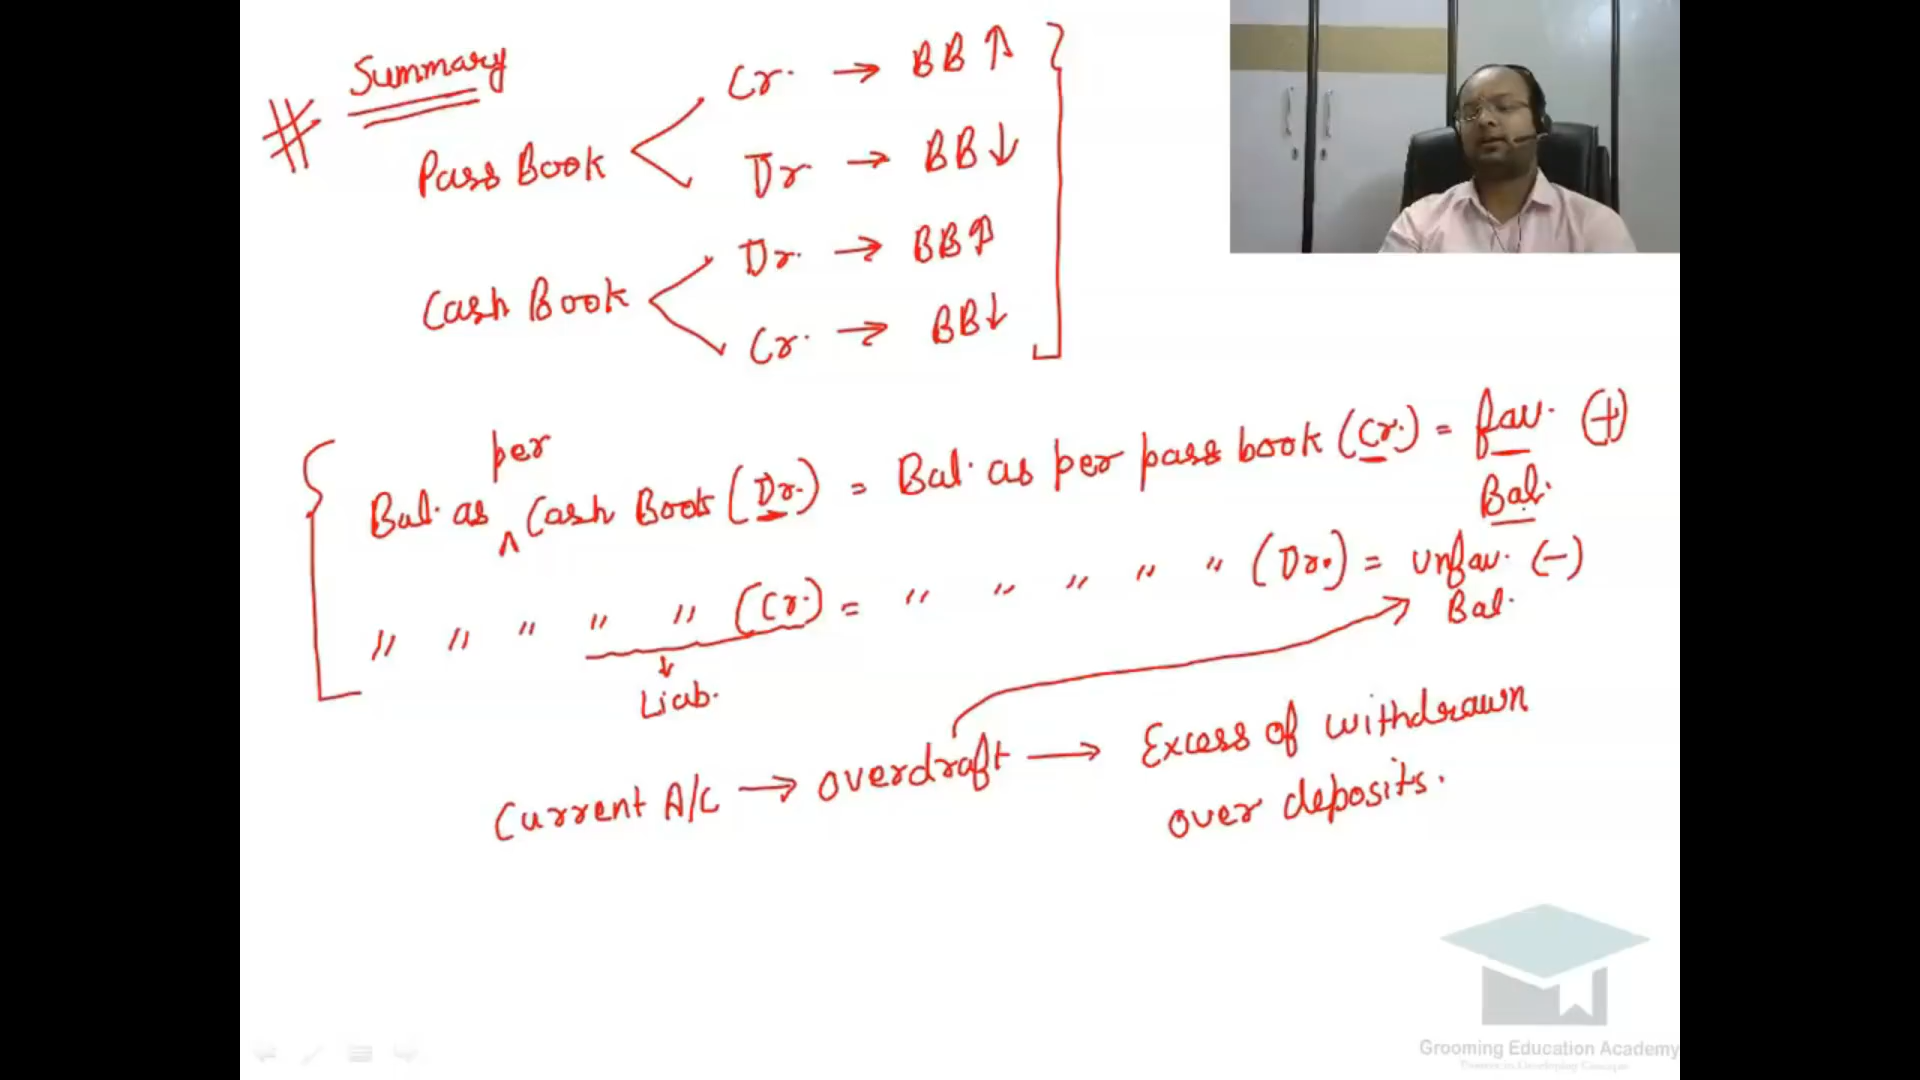 # Summary
Pass Book
Cr. → BB ↑
Dr → BB ↓
Cash Book
Dr. → BB ↑
Cr. → BB ↓
per
Bal. as ^ Cash Book (Dr.) = Bal. as per pass book (Cr.) = fav. (+)
Bal.
" " " " " (Cr.) = " " " " " (Dr.) = unfav. (-)
Bal.
↓
Liab.
Current A/C → overdraft → Excess of withdrawn
over deposits.
Grooming Education Academy